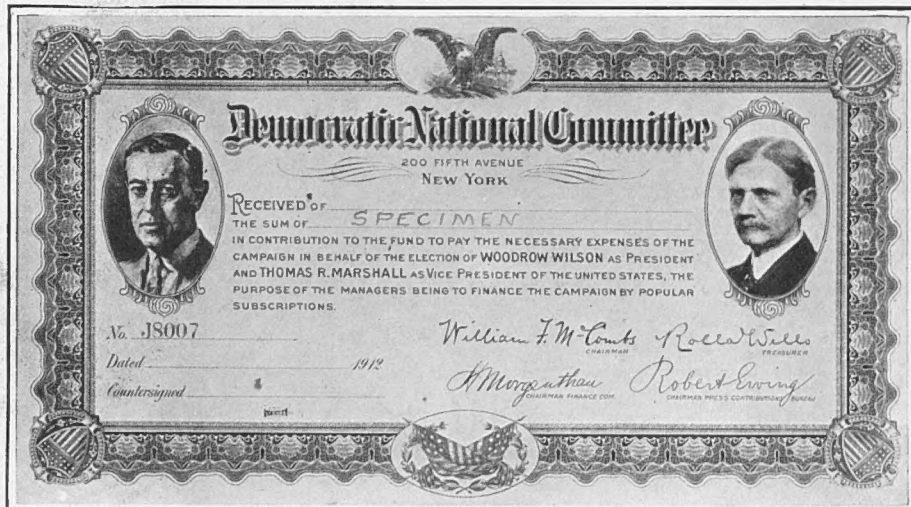 Democratic National Committee
200 FIFTH AVENUE
NEW YORK
RECEIVED OF
THE SUM OF SPECIMEN
IN CONTRIBUTION TO THE FUND TO PAY THE NECESSARY EXPENSES OF THE
CAMPAIGN IN BEHALF OF THE ELECTION OF WOODROW WILSON AS PRESIDENT
AND THOMAS R. MARSHALL AS VICE PRESIDENT OF THE UNITED STATES, THE
PURPOSE OF THE MANAGERS BEING TO FINANCE THE CAMPAIGN BY POPULAR
SUBSCRIPTIONS.
No. J8007
William F. McCombs Rolla Wells
CHAIRMAN TREASURER
Dated 1912
H Morgenthau Robert Ewing
Countersigned
CHAIRMAN FINANCE COM. CHAIRMAN PRESS CONTRIBUTIONS BUREAU